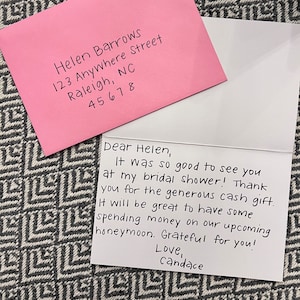 Helen Barrows
123 Anywhere Street
Raleigh, NC
45678
Dear Helen,
It was so good to see you
at my bridal shower! Thank
you for the generous cash gift.
It will be great to have some
spending money on our upcoming
honeymoon. Grateful for you!
Love,
Candace